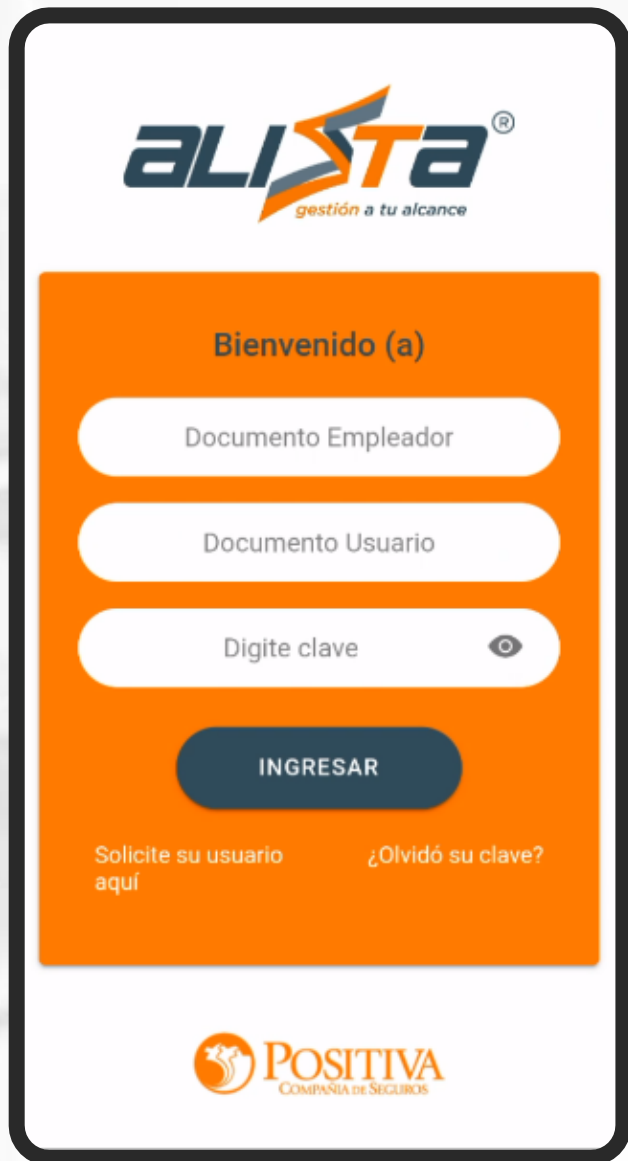 aLISTa®
gestión a tu alcance
Bienvenido (a)
Documento Empleador
Documento Usuario
Digite clave
INGRESAR
Solicite su usuario
aquí
¿Olvidó su clave?
POSITIVA
COMPAÑIA DE SEGUROS